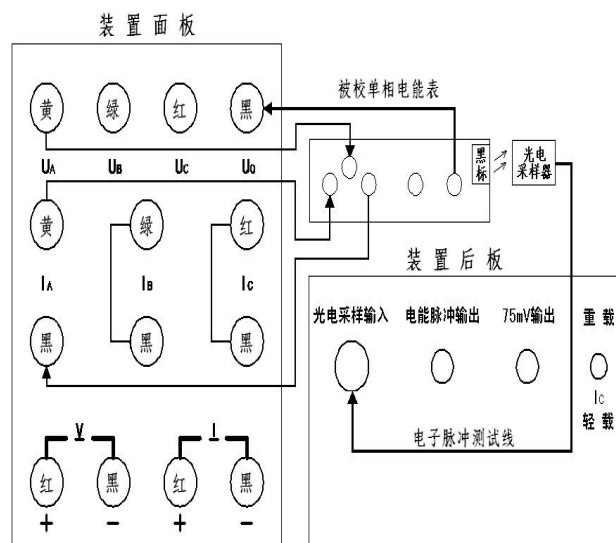 装置面板
黄 绿 红 黑
UA UB UC UO
黄 绿 红
IA IB IC
黑 黑 黑
V I
红 黑 红 黑
+ - + -
被校单相电能表
黑标
光电
采样器
装置后板
光电采样输入 电能脉冲输出 75mV输出 重载
IC
轻载
电子脉冲测试线